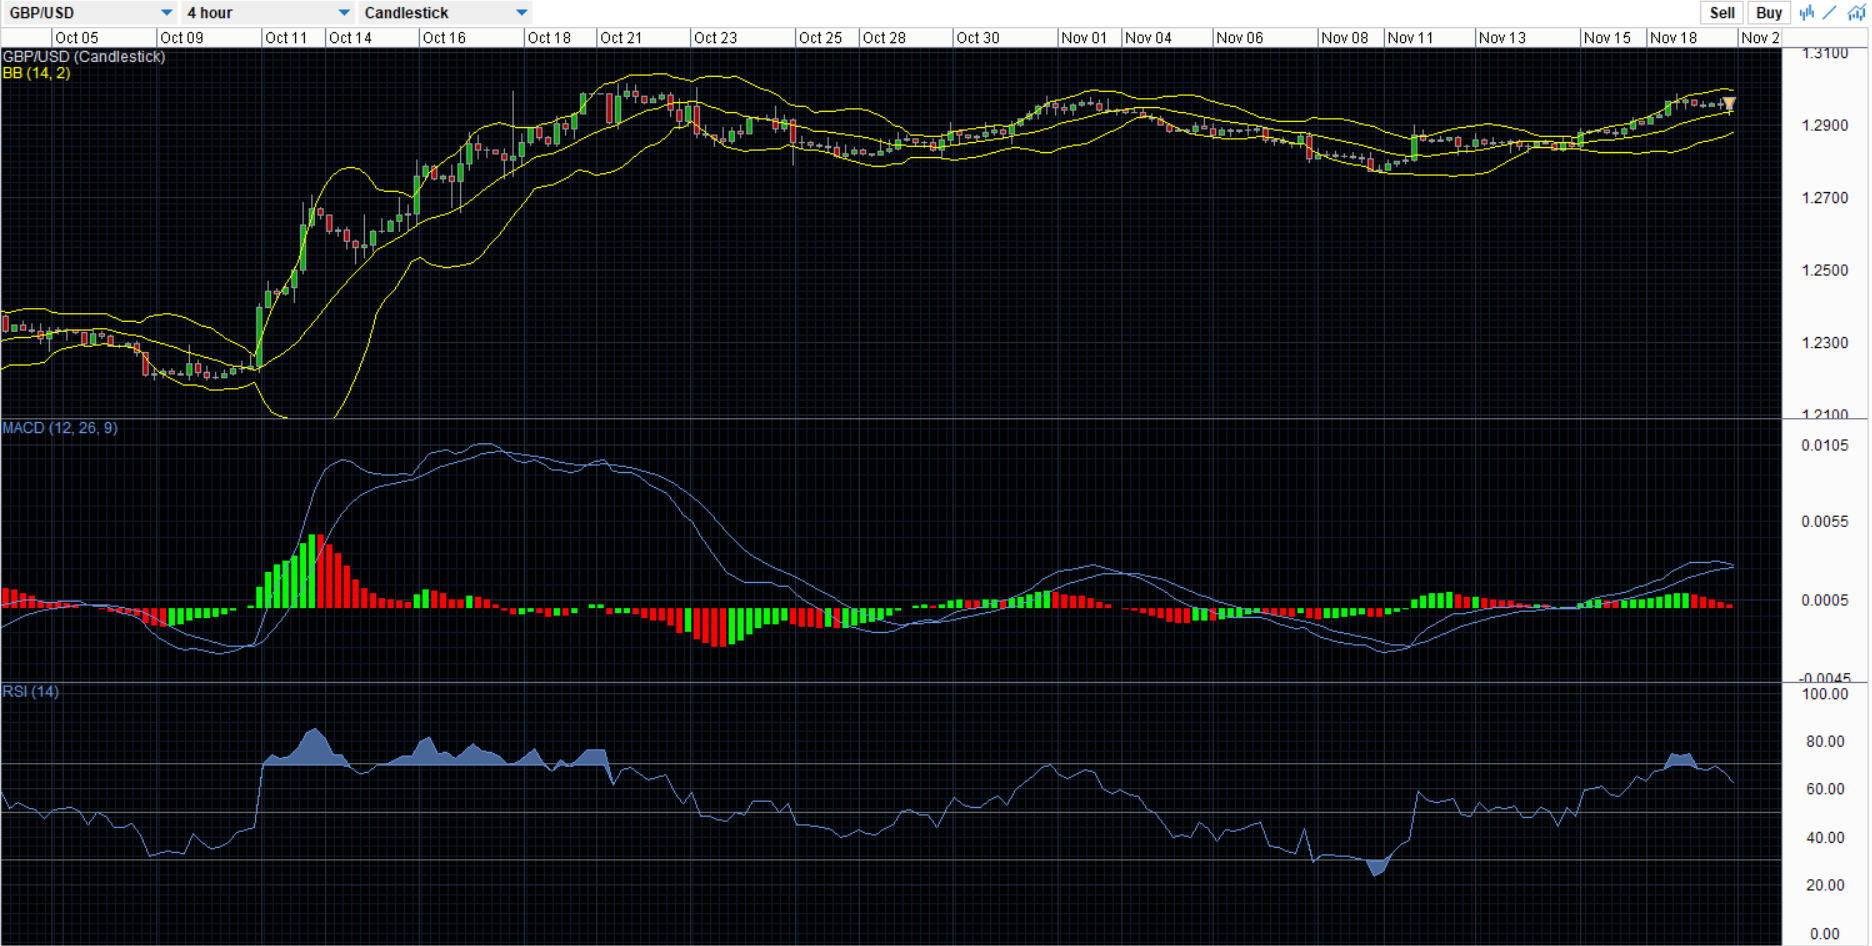 GBP/USD 4 hour Candlestick Sell Buy
Oct 05 Oct 09 Oct 11 Oct 14 Oct 16 Oct 18 Oct 21 Oct 23 Oct 25 Oct 28 Oct 30 Nov 01 Nov 04 Nov 06 Nov 08 Nov 11 Nov 13 Nov 15 Nov 18 Nov 2
GBP/USD (Candlestick)
BB (14, 2)
1.3100
1.2900
1.2700
1.2500
1.2300
1.2100
MACD (12, 26, 9)
0.0105
0.0055
0.0005
-0.0045
RSI (14)
100.00
80.00
60.00
40.00
20.00
0.00